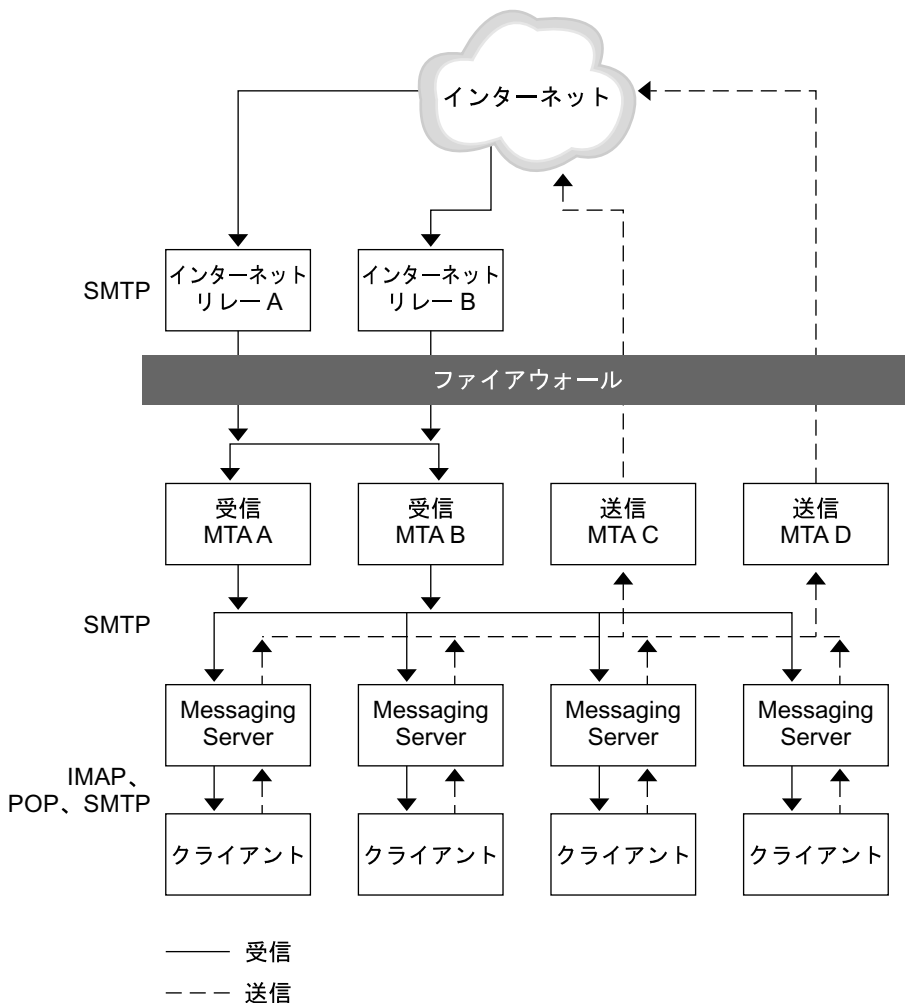 インターネット
SMTP
インターネット
リレー A
インターネット
リレー B
ファイアウォール
受信
MTA A
受信
MTA B
送信
MTA C
送信
MTA D
SMTP
Messaging
Server
Messaging
Server
Messaging
Server
Messaging
Server
IMAP、
POP、SMTP
クライアント
クライアント
クライアント
クライアント
受信
送信